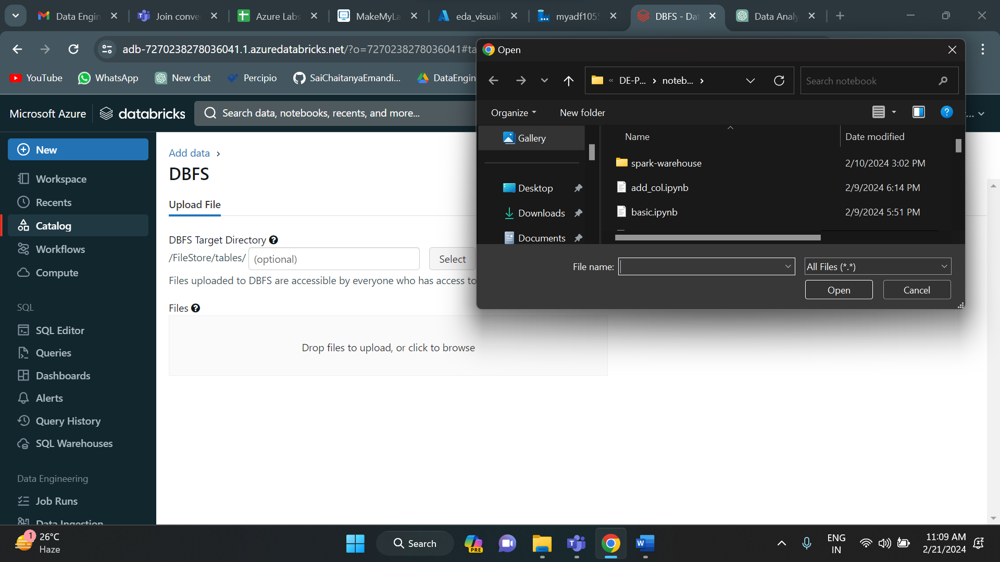 Data Engin
Join conve
Azure Labs
MakeMyLa
eda_visuali
myadf105
DBFS - Dat
Data Analy
adb-7270238278036041.1.azuredatabricks.net/?o=7270238278036041#ta
YouTube
WhatsApp
New chat
Percipio
SaiChaitanyaEmandi...
DataEngin
Microsoft Azure
databricks
Search data, notebooks, recents, and more...
New
Workspace
Recents
Catalog
Workflows
Compute
SQL
SQL Editor
Queries
Dashboards
Alerts
Query History
SQL Warehouses
Data Engineering
Job Runs
Data Ingestion
Add data ›
DBFS
Upload File
DBFS Target Directory ?
/FileStore/tables/ (optional) Select
Files uploaded to DBFS are accessible by everyone who has access to
Files ?
Drop files to upload, or click to browse
Open
« DE-P... › noteb... ›
Search notebook
Organize
New folder
?
Gallery
Desktop
Downloads
Documents
Name Date modified
spark-warehouse 2/10/2024 3:02 PM
add_col.ipynb 2/9/2024 6:14 PM
basic.ipynb 2/9/2024 5:51 PM
File name:
All Files (*.*)
Open Cancel
1
26°C
Haze
Search
PRE
ENG
IN
11:09 AM
2/21/2024